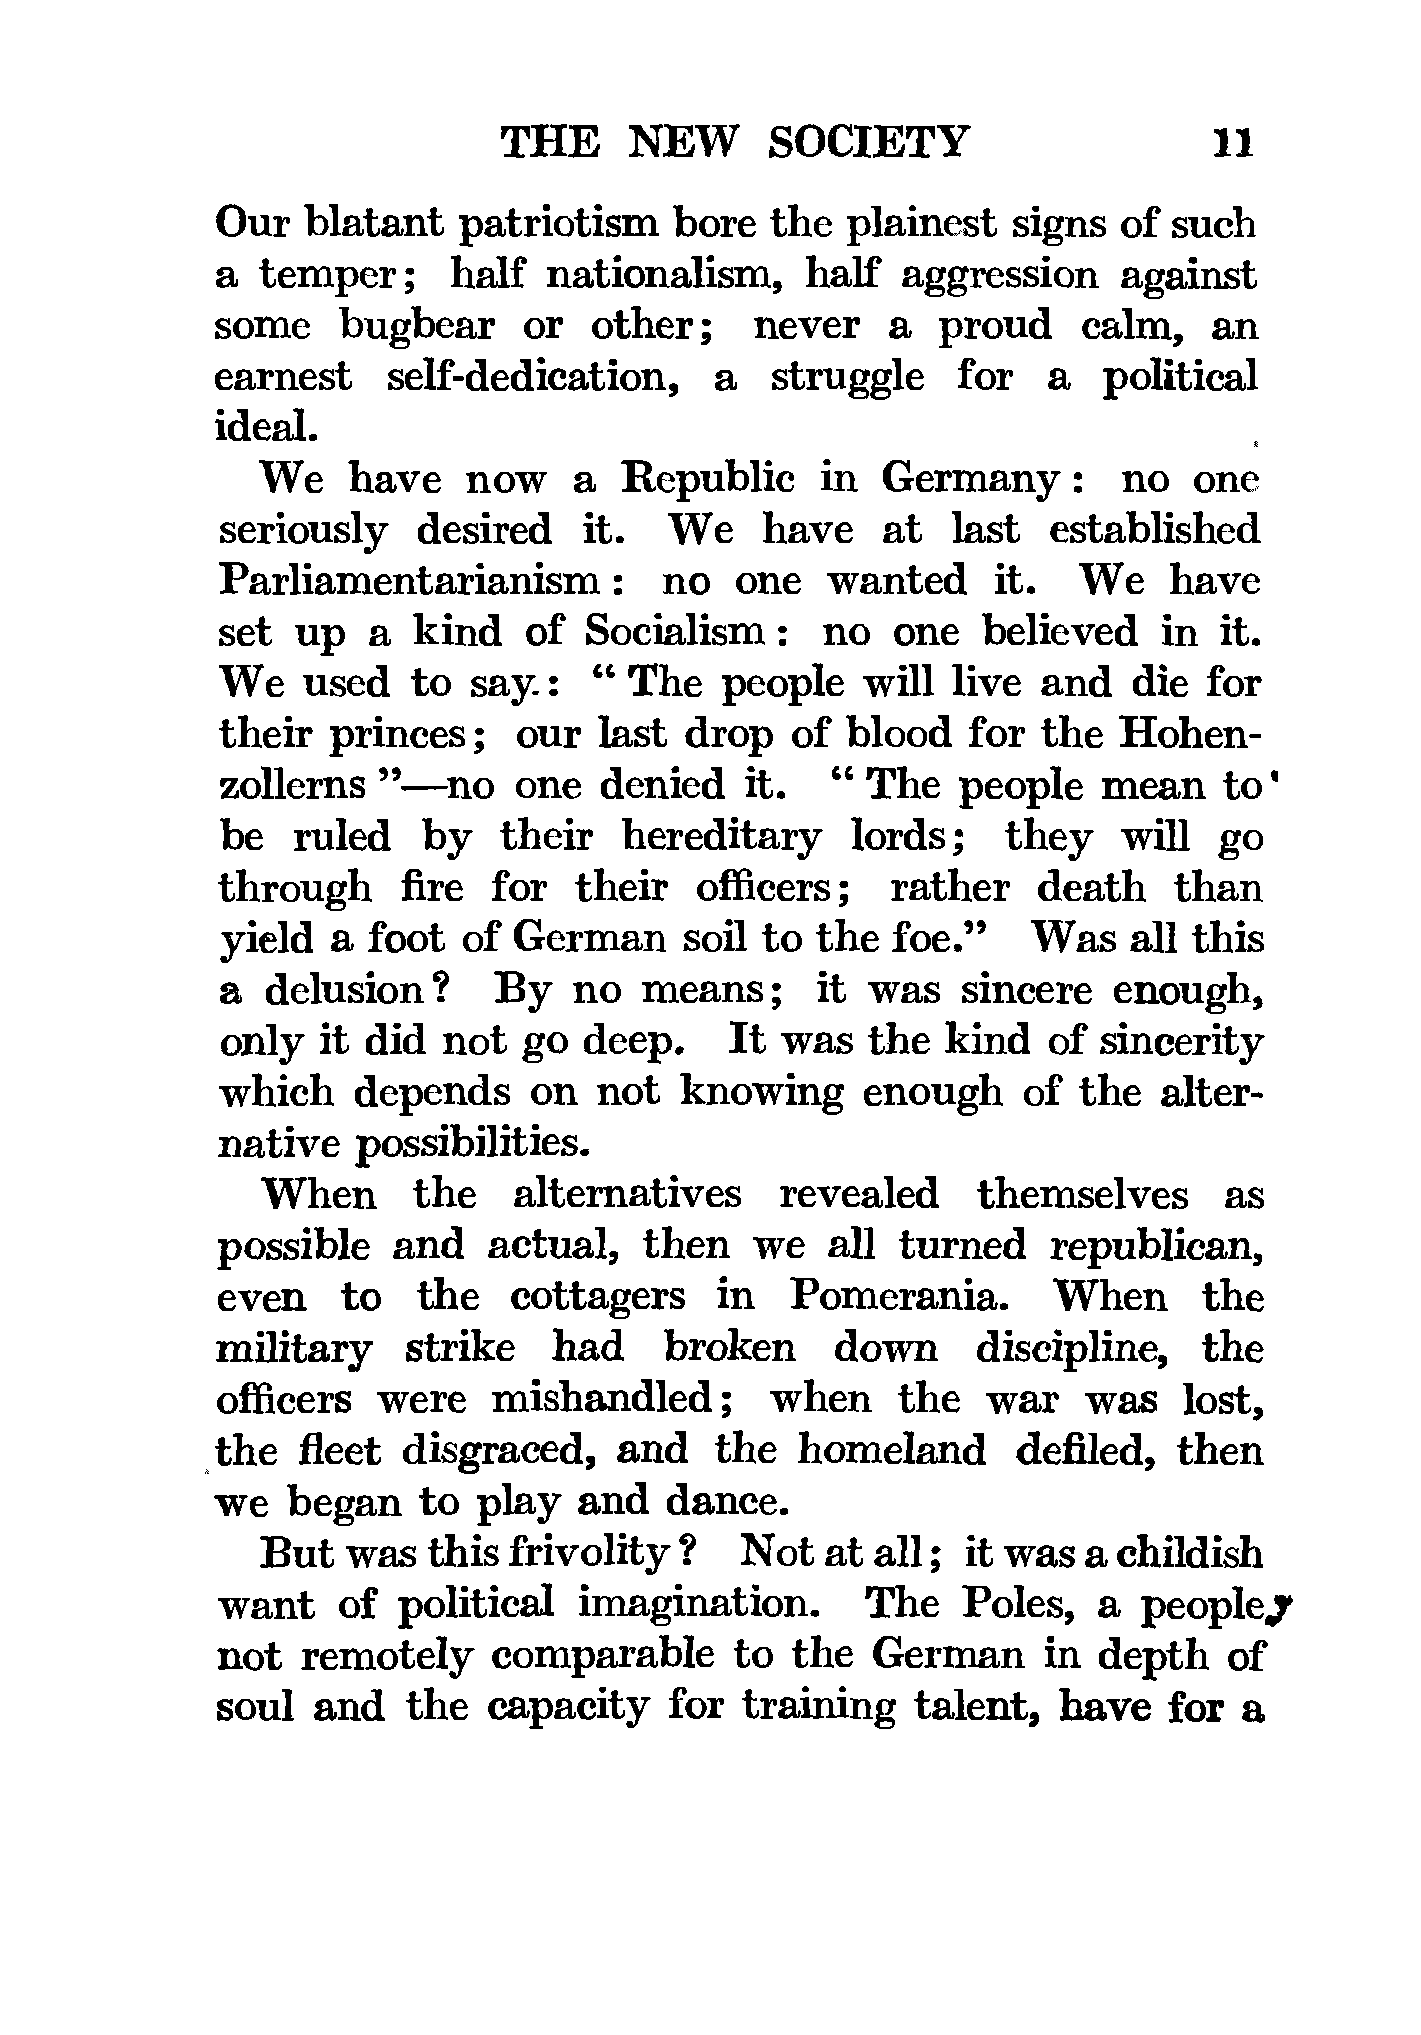 THE NEW SOCIETY 11
Our blatant patriotism bore the plainest signs of such
a temper; half nationalism, half aggression against
some bugbear or other; never a proud calm, an
earnest self-dedication, a struggle for a political
ideal.
We have now a Republic in Germany: no one
seriously desired it. We have at last established
Parliamentarianism: no one wanted it. We have
set up a kind of Socialism: no one believed in it.
We used to say: “The people will live and die for
their princes; our last drop of blood for the Hohen-
zollerns”—no one denied it. “The people mean to
be ruled by their hereditary lords; they will go
through fire for their officers; rather death than
yield a foot of German soil to the foe.” Was all this
a delusion? By no means; it was sincere enough,
only it did not go deep. It was the kind of sincerity
which depends on not knowing enough of the alter-
native possibilities.
When the alternatives revealed themselves as
possible and actual, then we all turned republican,
even to the cottagers in Pomerania. When the
military strike had broken down discipline, the
officers were mishandled; when the war was lost,
the fleet disgraced, and the homeland defiled, then
we began to play and dance.
But was this frivolity? Not at all; it was a childish
want of political imagination. The Poles, a people,
not remotely comparable to the German in depth of
soul and the capacity for training talent, have for a